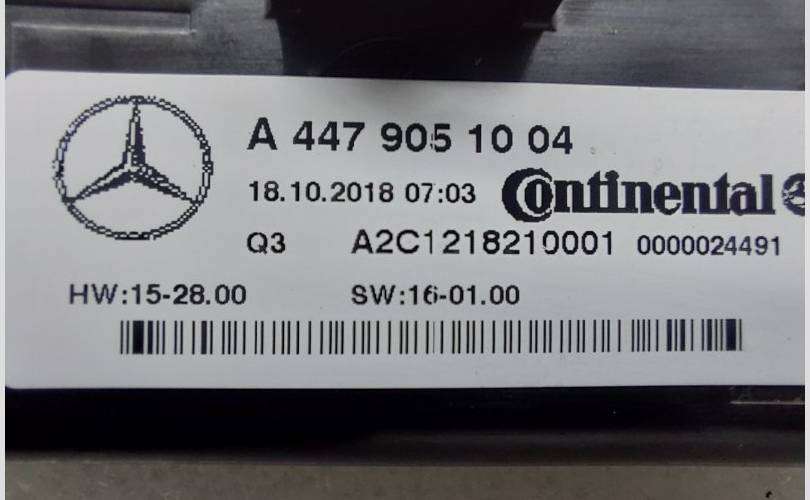 A 447 905 10 04
18.10.2018 07:03 Continental
Q3 A2C1218210001 0000024491
HW:15-28.00 SW:16-01.00